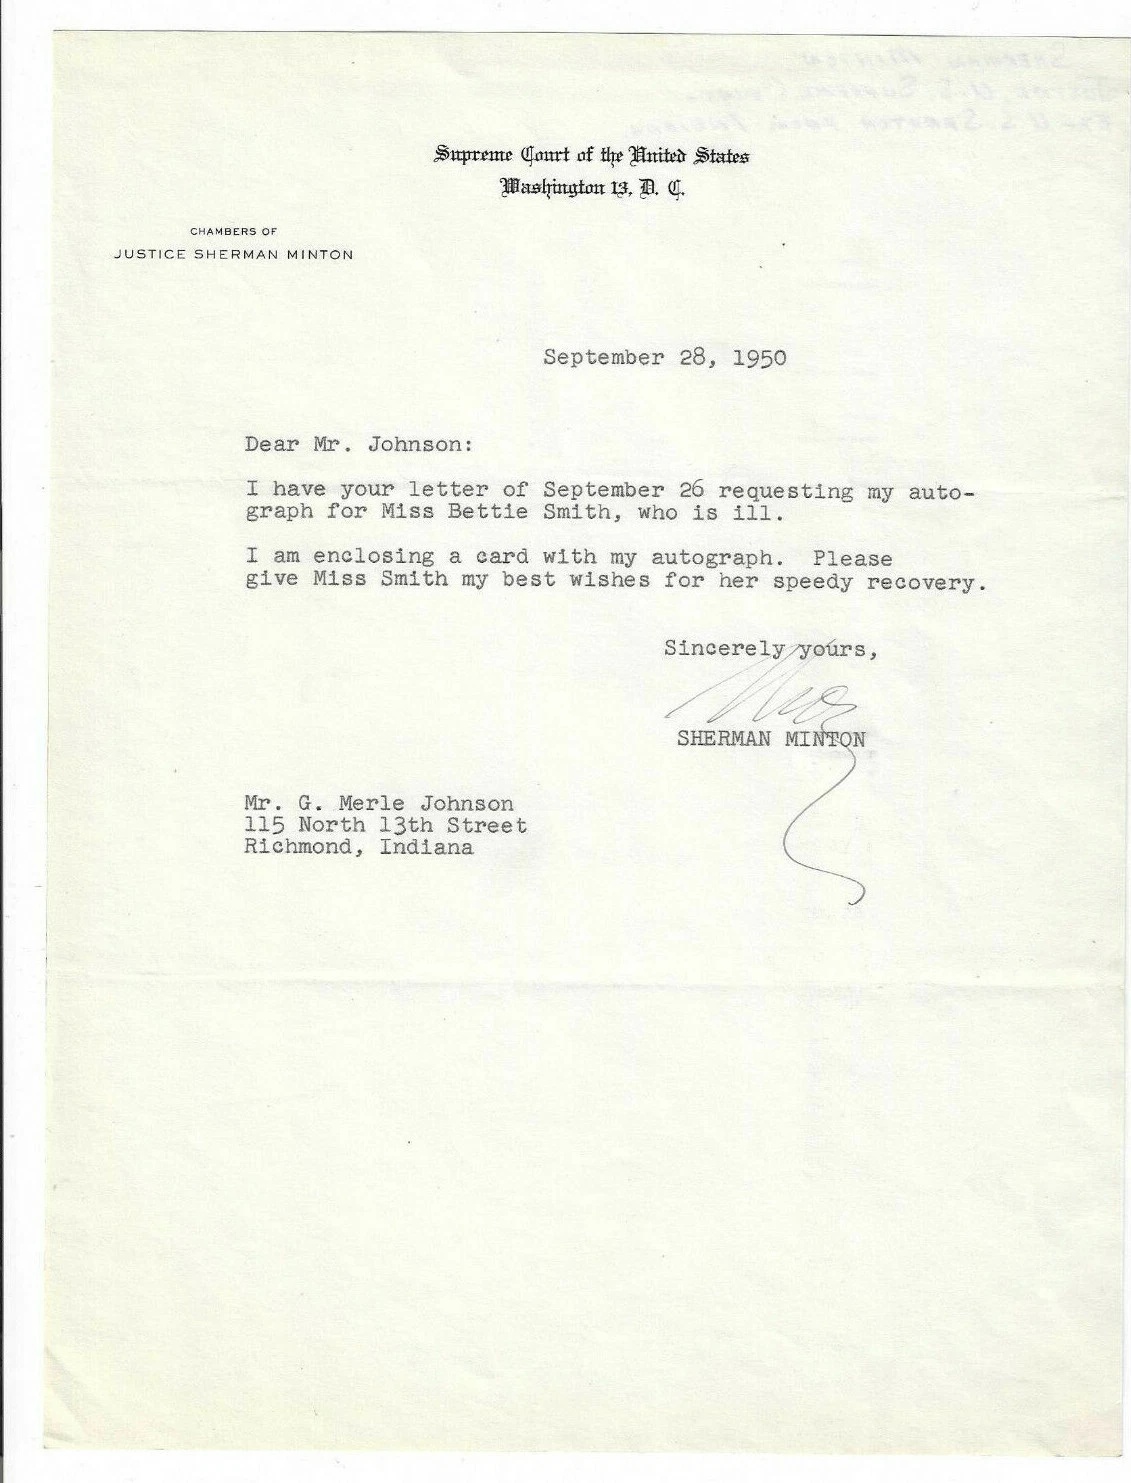 Supreme Court of the United States
Washington 13, D. C.
CHAMBERS OF
JUSTICE SHERMAN MINTON
September 28, 1950
Dear Mr. Johnson:
I have your letter of September 26 requesting my auto-
graph for Miss Bettie Smith, who is ill.
I am enclosing a card with my autograph. Please
give Miss Smith my best wishes for her speedy recovery.
Sincerely yours,
SHERMAN MINTON
Mr. G. Merle Johnson
115 North 13th Street
Richmond, Indiana